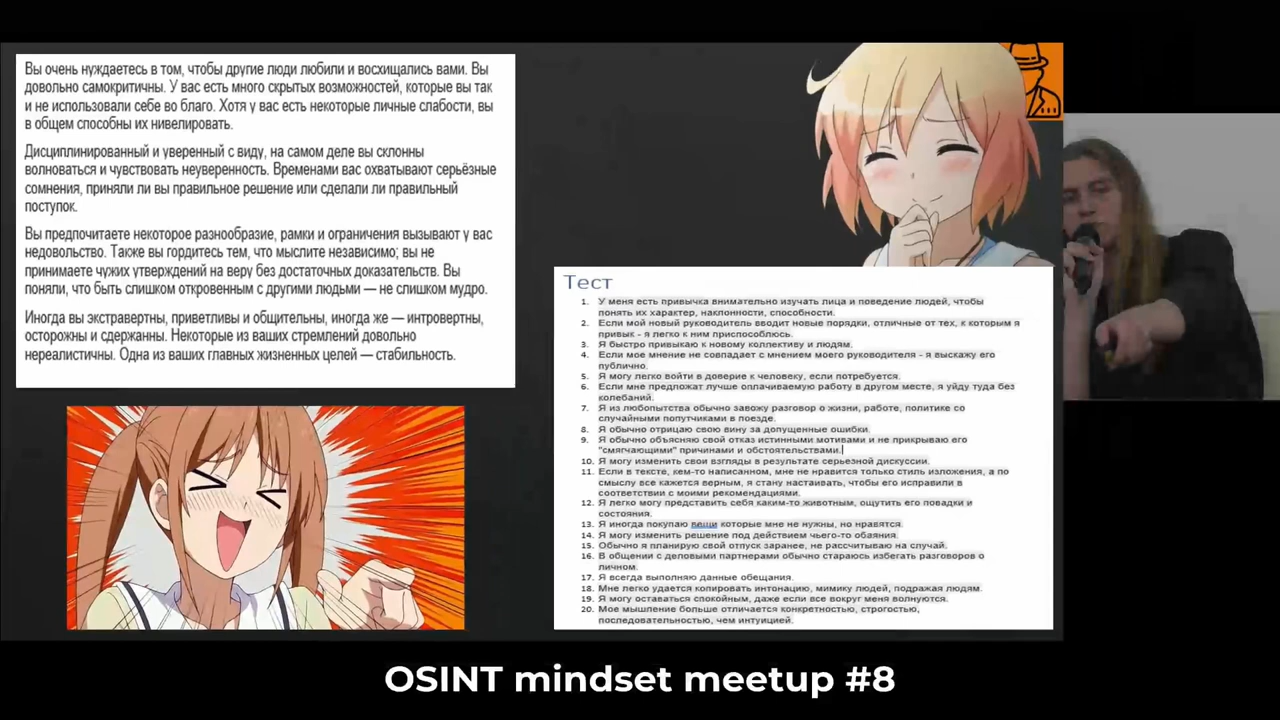 Вы очень нуждаетесь в том, чтобы другие люди любили и восхищались вами. Вы
довольно самокритичны. У вас есть много скрытых возможностей, которые вы так
и не использовали себе во благо. Хотя у вас есть некоторые личные слабости, вы
в общем способны их нивелировать.
Дисциплинированный и уверенный с виду, на самом деле вы склонны
волноваться и чувствовать неуверенность. Временами вас охватывают серьёзные
сомнения, приняли ли вы правильное решение или сделали ли правильный
поступок.
Вы предпочитаете некоторое разнообразие, рамки и ограничения вызывают у вас
недовольство. Также вы гордитесь тем, что мыслите независимо; вы не
принимаете чужих утверждений на веру без достаточных доказательств. Вы
поняли, что быть слишком откровенным с другими людьми — не слишком мудро.
Иногда вы экстравертны, приветливы и общительны, иногда же — интровертны,
осторожны и сдержанны. Некоторые из ваших стремлений довольно
нереалистичны. Одна из ваших главных жизненных целей — стабильность.
Тест
1. У меня есть привычка внимательно изучать лица и поведение людей, чтобы
понять их характер, наклонности, способности.
2. Если мой новый руководитель вводит новые порядки, отличные от тех, к которым я
привык - я легко к ним приспособлюсь.
3. Я быстро привыкаю к новому коллективу и людям.
4. Если мое мнение не совпадает с мнением моего руководителя - я выскажу его
публично.
5. Я могу легко войти в доверие к человеку, если потребуется.
6. Если мне предложат лучше оплачиваемую работу в другом месте, я уйду туда без
колебаний.
7. Я из любопытства обычно завожу разговор о жизни, работе, политике со
случайными попутчиками в поезде.
8. Я обычно отрицаю свою вину за допущенные ошибки.
9. Я обычно объясняю свой отказ истинными мотивами и не прикрываю его
"смягчающими" причинами и обстоятельствами.
10. Я могу изменить свои взгляды в результате серьезной дискуссии.
11. Если в тексте, кем-то написанном, мне не нравится только стиль изложения, а по
смыслу все кажется верным, я стану настаивать, чтобы его исправили в
соответствии с моими рекомендациями.
12. Я легко могу представить себя каким-то животным, ощутить его повадки и
состояния.
13. Я иногда покупаю вещи которые мне не нужны, но нравятся.
14. Я могу изменить решение под действием чьего-то обаяния.
15. Обычно я планирую свой отпуск заранее, не рассчитываю на случай.
16. В общении с деловыми партнерами обычно стараюсь избегать разговоров о
личном.
17. Я всегда выполняю данные обещания.
18. Мне легко удается копировать интонацию, мимику людей, подражая людям.
19. Я могу оставаться спокойным, даже если все вокруг меня волнуются.
20. Мое мышление больше отличается конкретностью, строгостью,
последовательностью, чем интуицией.
OSINT mindset meetup #8